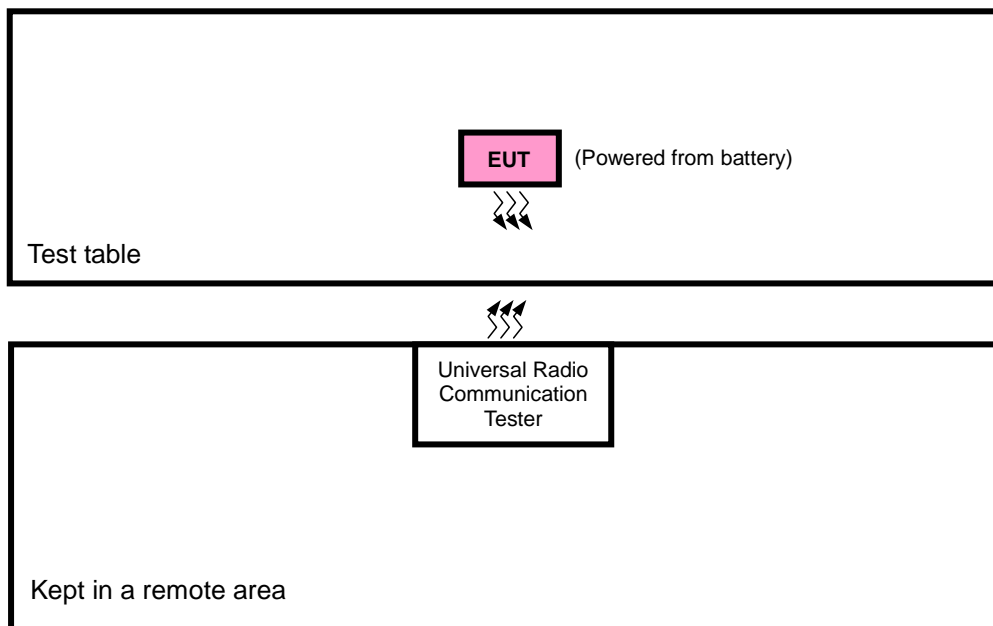 EUT
(Powered from battery)
Test table
Universal Radio
Communication
Tester
Kept in a remote area